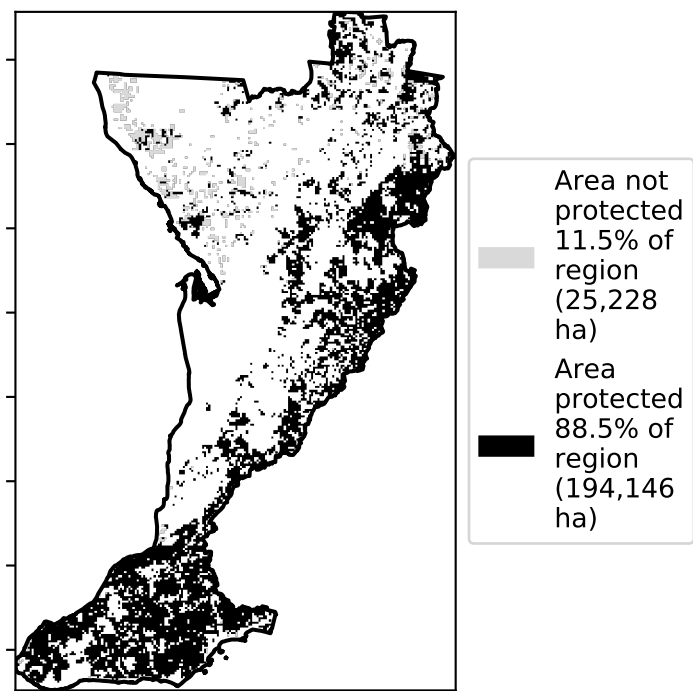 Area not
protected
11.5% of
region
(25,228
ha)
Area
protected
88.5% of
region
(194,146
ha)